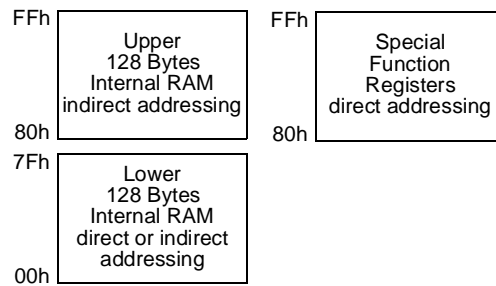 FFh
Upper
128 Bytes
Internal RAM
indirect addressing
80h
FFh
Special
Function
Registers
direct addressing
80h
7Fh
Lower
128 Bytes
Internal RAM
direct or indirect
addressing
00h